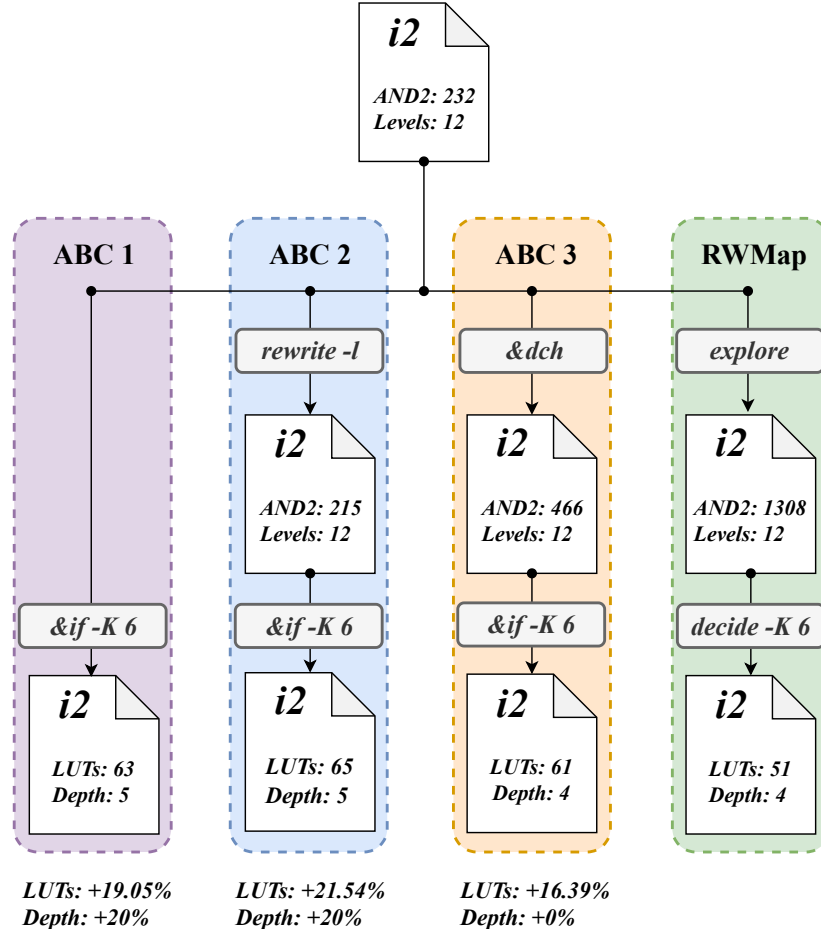 i2
AND2: 232
Levels: 12
ABC 1
ABC 2
ABC 3
RWMap
rewrite -l
&dch
explore
i2
AND2: 215
Levels: 12
i2
AND2: 466
Levels: 12
i2
AND2: 1308
Levels: 12
&if -K 6
&if -K 6
&if -K 6
decide -K 6
i2
LUTs: 63
Depth: 5
i2
LUTs: 65
Depth: 5
i2
LUTs: 61
Depth: 4
i2
LUTs: 51
Depth: 4
LUTs: +19.05%
Depth: +20%
LUTs: +21.54%
Depth: +20%
LUTs: +16.39%
Depth: +0%